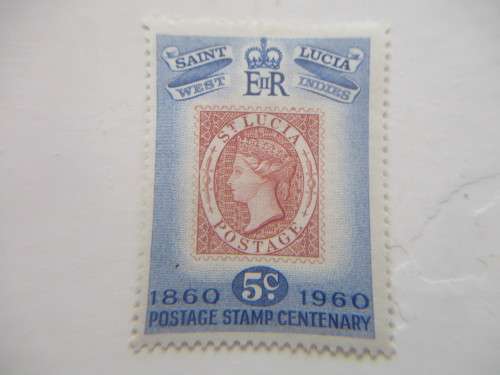 SAINT LUCIA
WEST INDIES
EIIR
ST LUCIA
POSTAGE
5c
1860 1960
POSTAGE STAMP CENTENARY